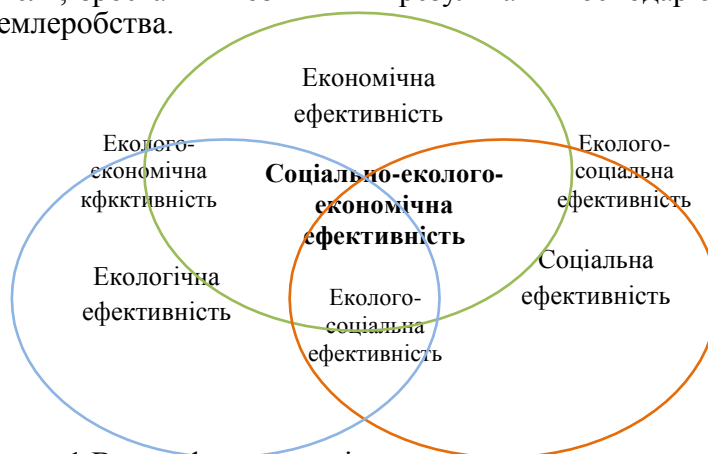 емлеробства.
Економічна
ефективність
Еколого-
економічна
кфкктивність
Соціально-еколого-
економічна
ефективність
Еколого-
соціальна
ефективність
Екологічна
ефективність
Еколого-
соціальна
ефективність
Соціальна
ефективність